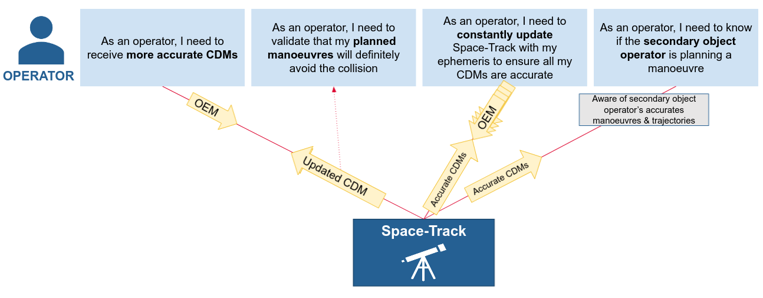 OPERATOR
As an operator, I need to
receive more accurate CDMs
As an operator, I need to
validate that my planned
manoeuvres will definitely
avoid the collision
As an operator, I need to
constantly update
Space-Track with my
ephemeris to ensure all my
CDMs are accurate
As an operator, I need to know
if the secondary object
operator is planning a
manoeuvre
Aware of secondary object
operator's accurates
manoeuvres & trajectories
OEM
Updated CDM
OEM
Accurate CDMs
Accurate CDMs
Space-Track